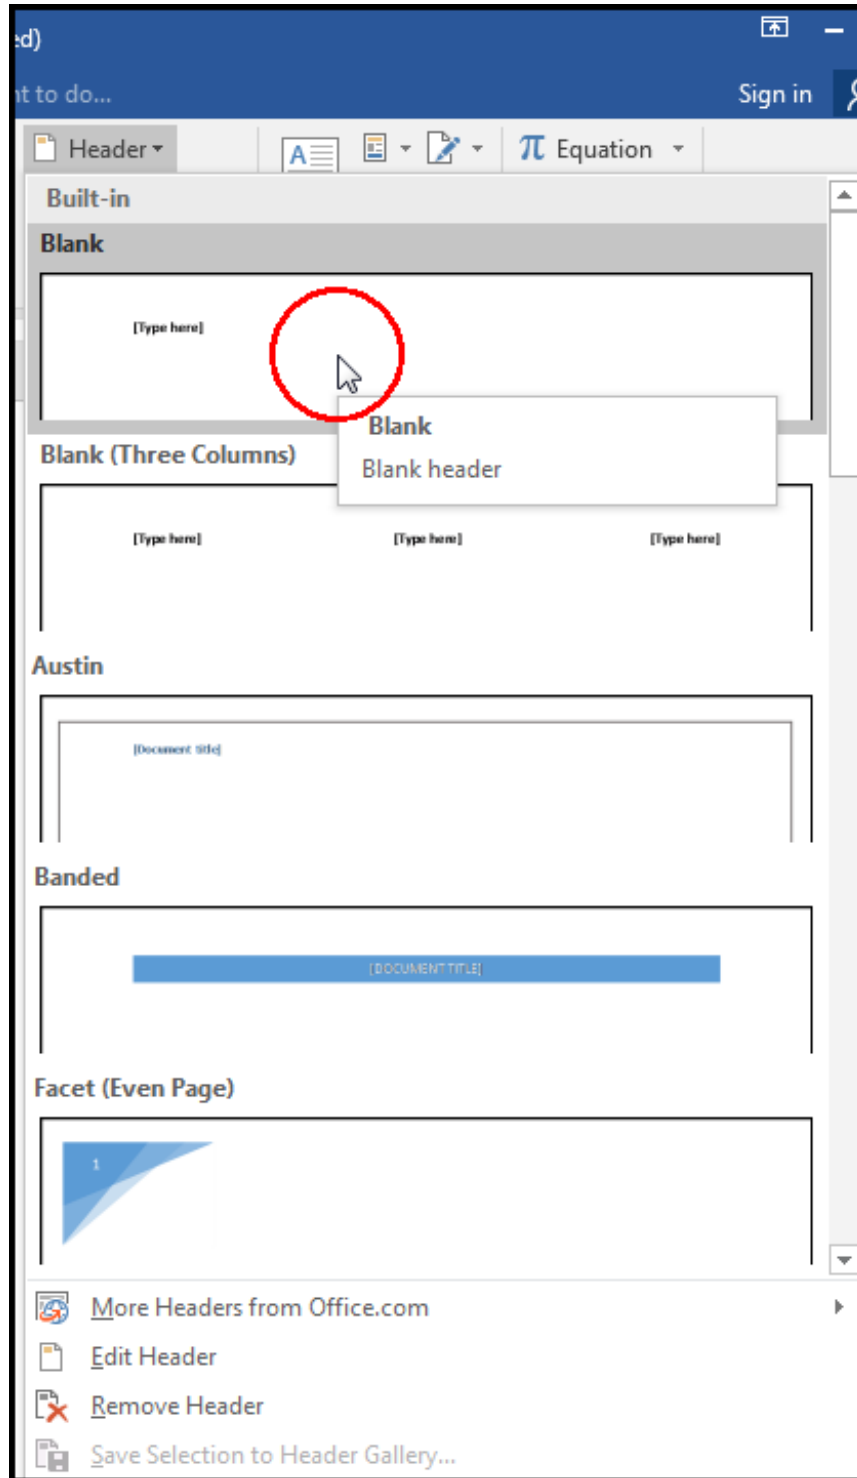 ed)
nt to do...
Sign in
Header
A
π Equation
Built-in
Blank
[Type here]
Blank
Blank header
Blank (Three Columns)
[Type here] [Type here] [Type here]
Austin
[Document title]
Banded
[DOCUMENT TITLE]
Facet (Even Page)
1
More Headers from Office.com
Edit Header
Remove Header
Save Selection to Header Gallery...